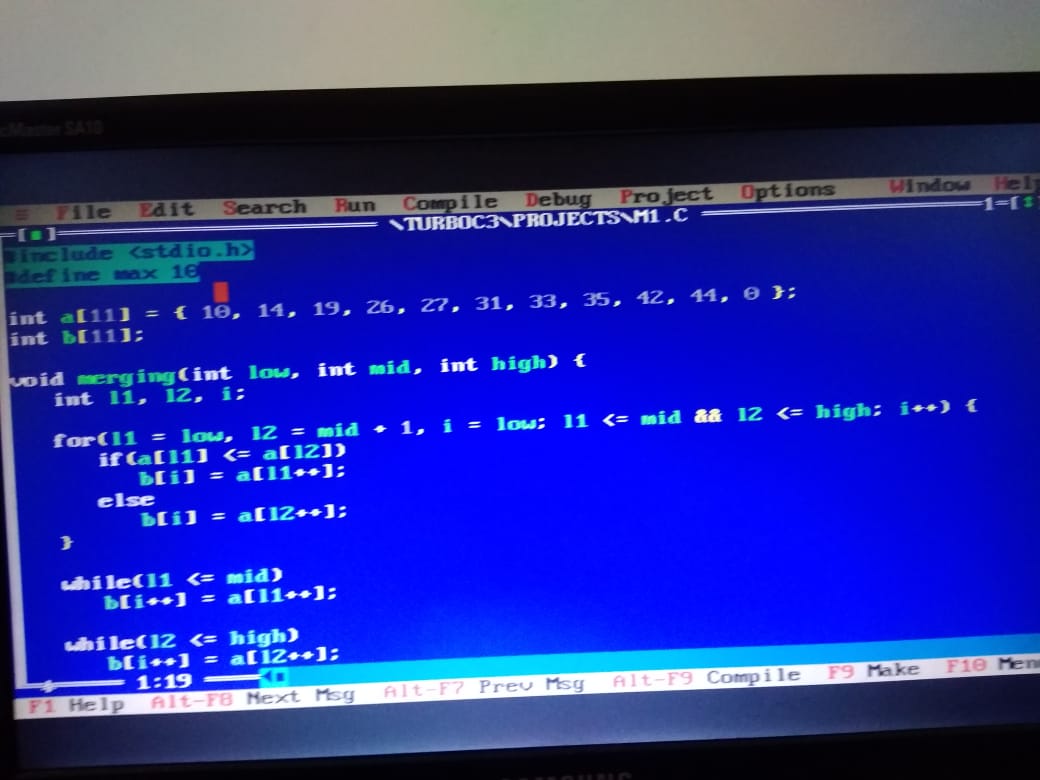 cMaster SA10
≡ File Edit Search Run Compile Debug Project Options Window Help
[■] \TURBOC3\PROJECTS\M1.C 1=[↕
#include <stdio.h>
#define max 10
int a[11] = { 10, 14, 19, 26, 27, 31, 33, 35, 42, 44, 0 };
int b[11];
void merging(int low, int mid, int high) {
int l1, l2, i;
for(l1 = low, l2 = mid + 1, i = low; l1 <= mid && l2 <= high; i++) {
if(a[l1] <= a[l2])
b[i] = a[l1++];
else
b[i] = a[l2++];
}
while(l1 <= mid)
b[i++] = a[l1++];
while(l2 <= high)
b[i++] = a[l2++];
1:19
F1 Help Alt-F8 Next Msg Alt-F7 Prev Msg Alt-F9 Compile F9 Make F10 Menu
SAMSUNG